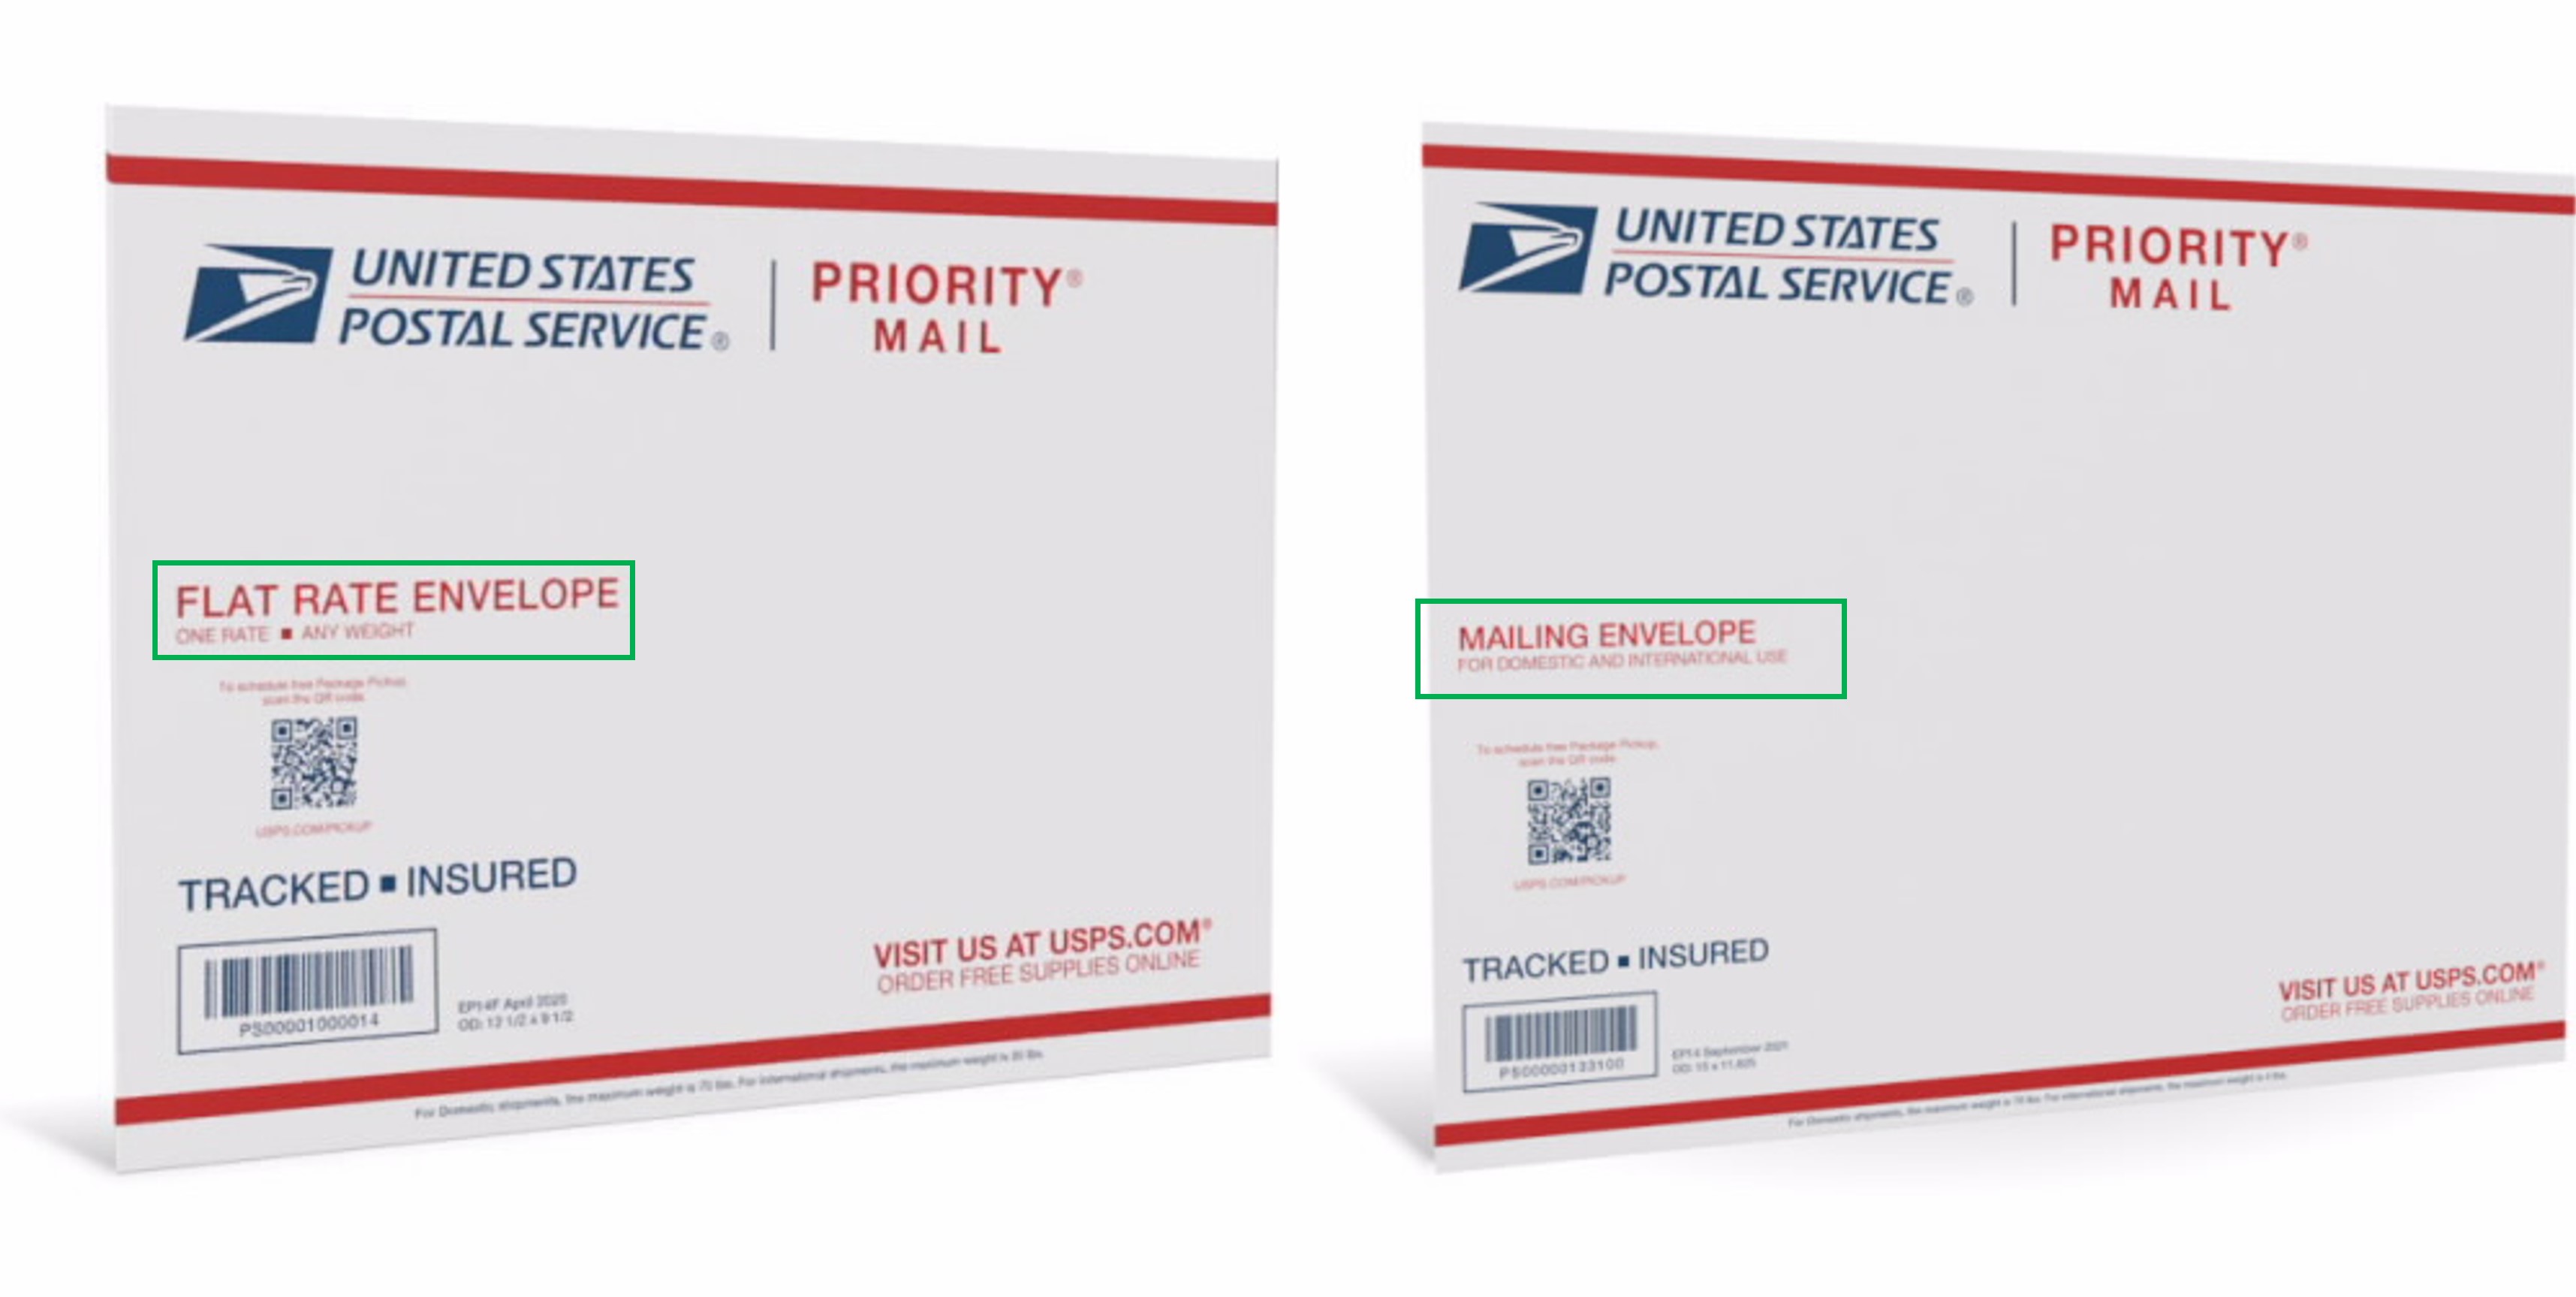 UNITED STATES
POSTAL SERVICE®
PRIORITY®
MAIL
FLAT RATE ENVELOPE
ONE RATE ■ ANY WEIGHT
To schedule free Package Pickup,
scan the QR code.
USPS.COM/PICKUP
TRACKED ■ INSURED
PS00001000014
EP14F April 2020
OD: 12 1/2 x 9 1/2
VISIT US AT USPS.COM®
ORDER FREE SUPPLIES ONLINE
For Domestic shipments, the maximum weight is 70 lbs. For international shipments, the maximum weight is
UNITED STATES
POSTAL SERVICE®
PRIORITY®
MAIL
MAILING ENVELOPE
FOR DOMESTIC AND INTERNATIONAL USE
To schedule free Package Pickup,
scan the QR code.
USPS.COM/PICKUP
TRACKED ■ INSURED
PS00000133100
EP14 September 2021
OD: 15 x 11.625
VISIT US AT USPS.COM®
ORDER FREE SUPPLIES ONLINE
For Domestic shipments, the maximum weight is 70 lbs. For international shipments, the maximum weight is 4 lbs.